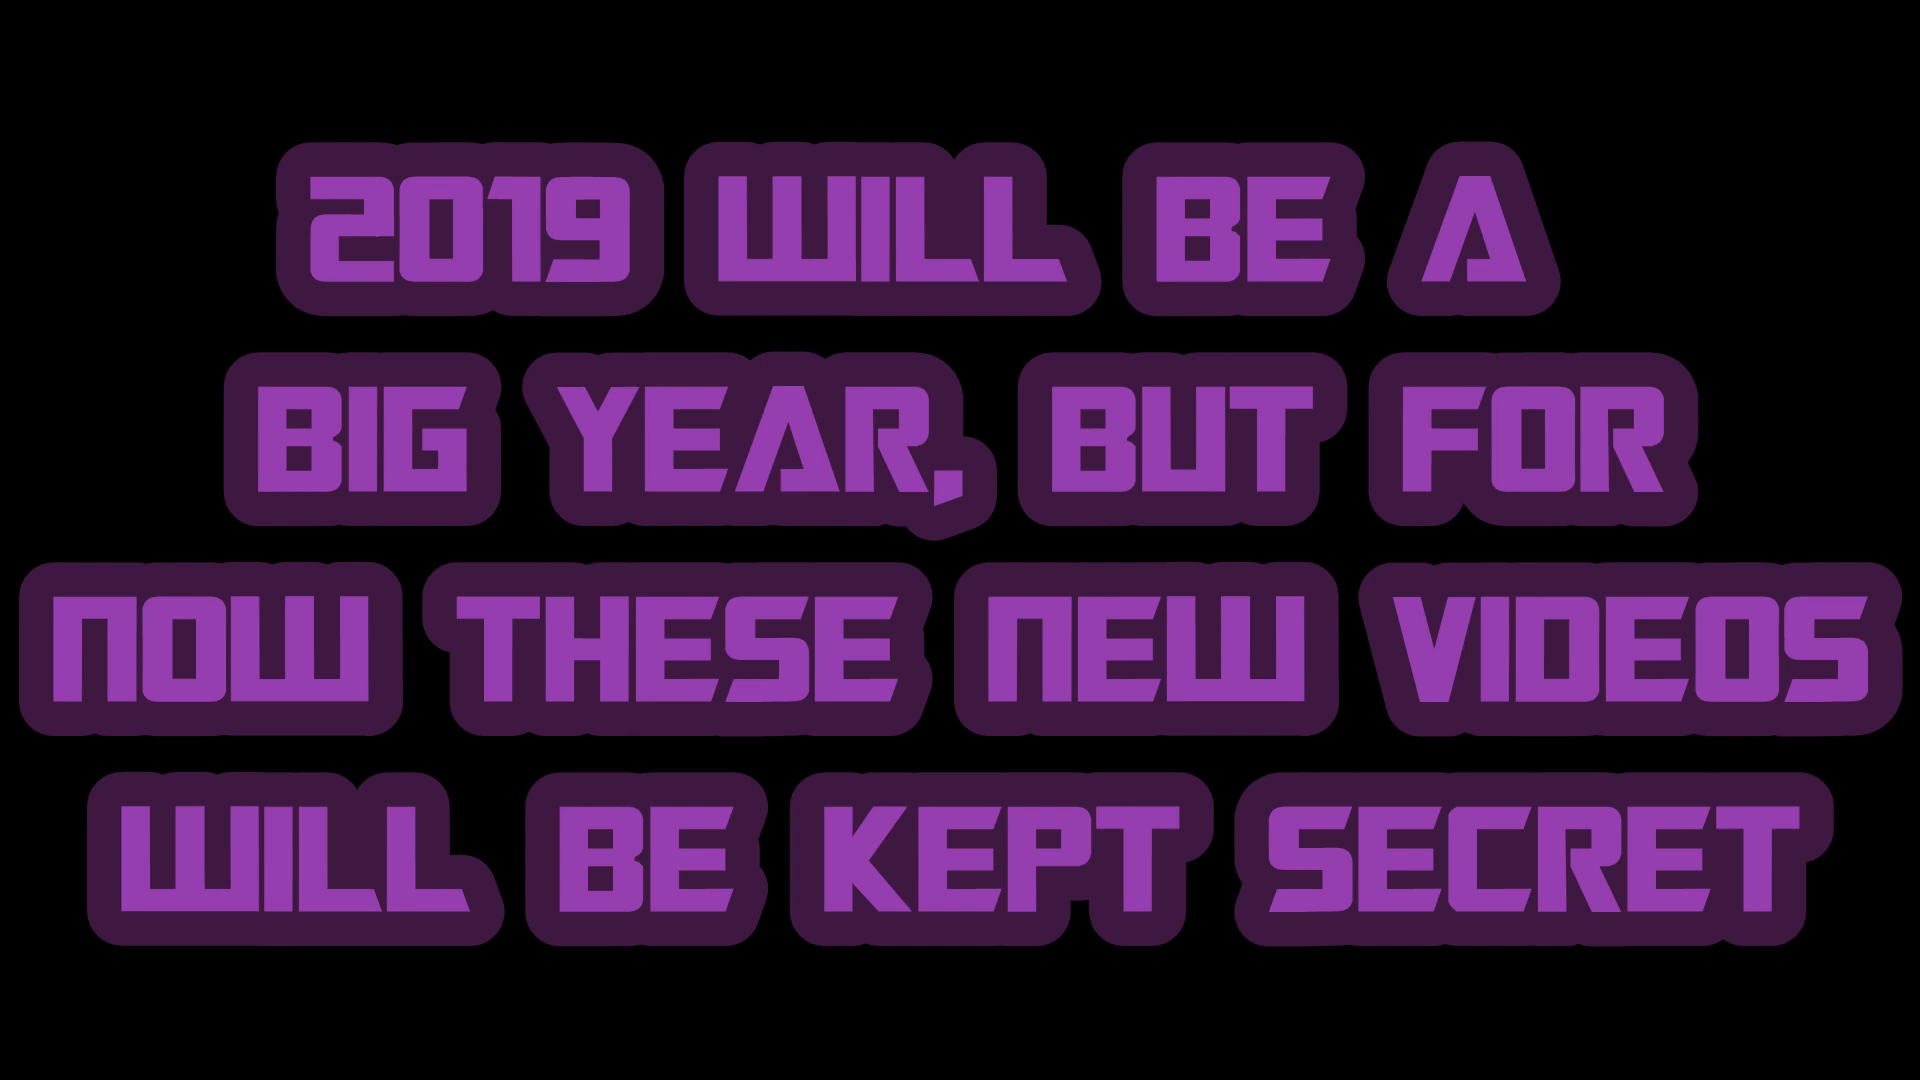 2019 WILL BE A
BIG YEAR, BUT FOR
NOW THESE NEW VIDEOS
WILL BE KEPT SECRET